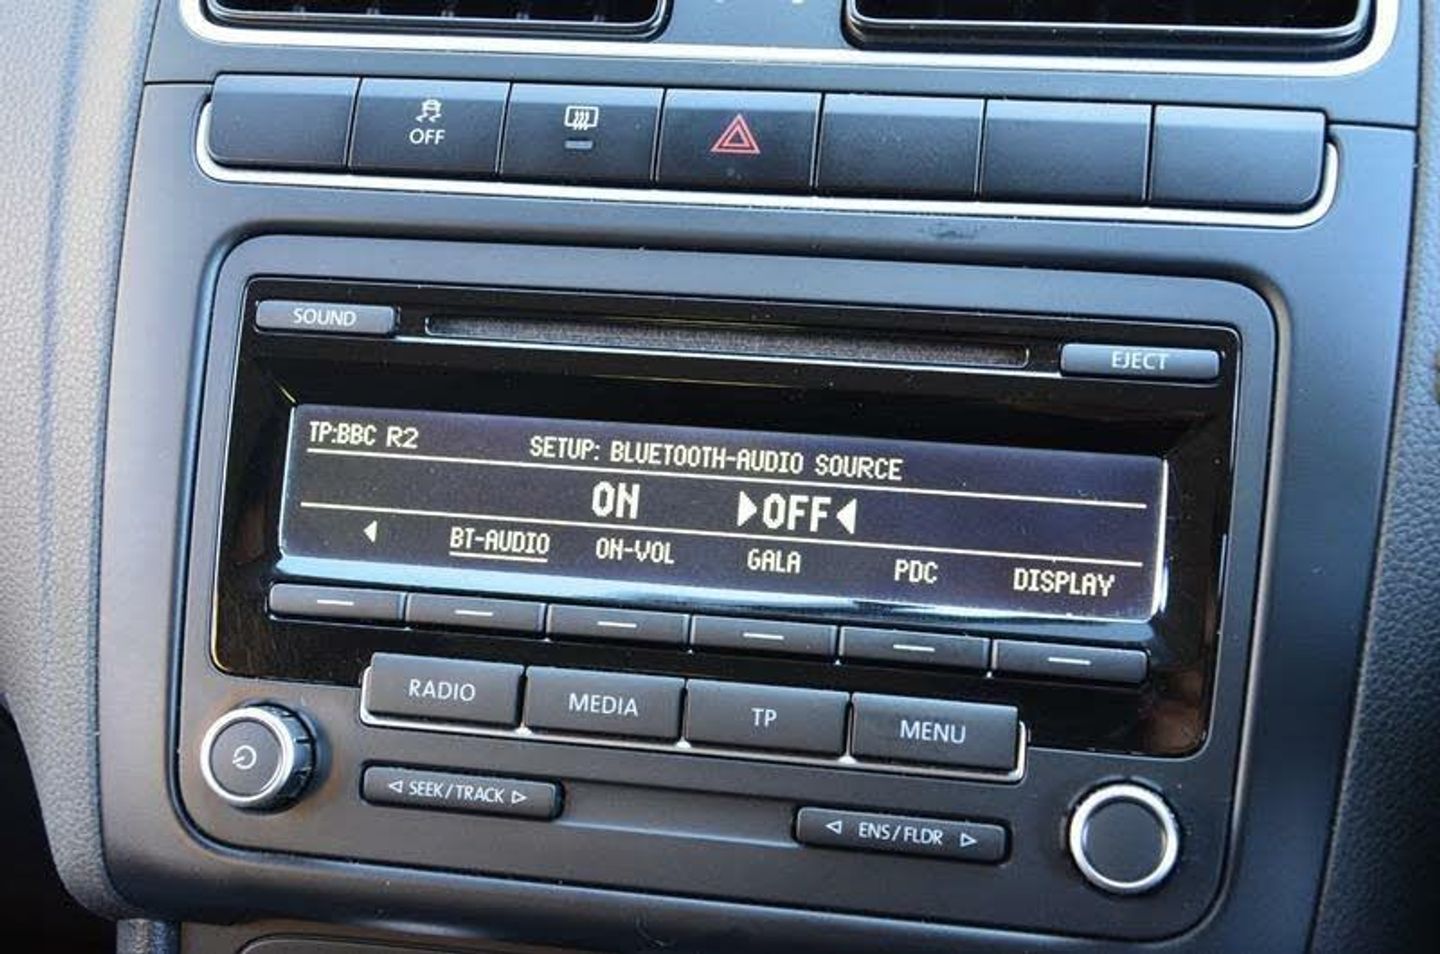 OFF
SOUND
EJECT
TP:BBC R2
SETUP: BLUETOOTH-AUDIO SOURCE
ON OFF
BT-AUDIO ON-VOL GALA PDC DISPLAY
RADIO MEDIA TP MENU
SEEK/TRACK
ENS/FLDR